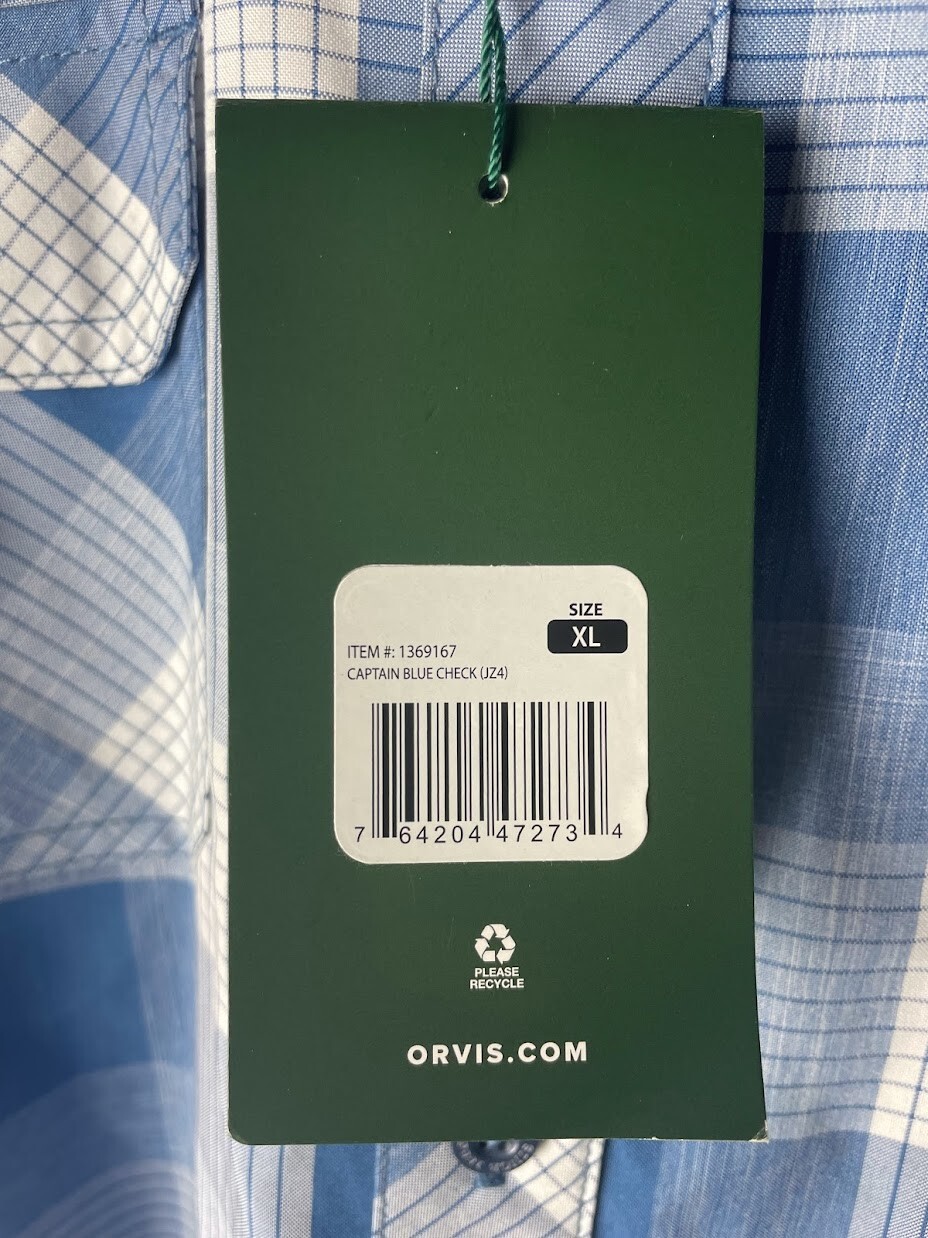 SIZE
XL
ITEM #: 1369167
CAPTAIN BLUE CHECK (JZ4)
7 64204 47273 4
PLEASE
RECYCLE
ORVIS.COM